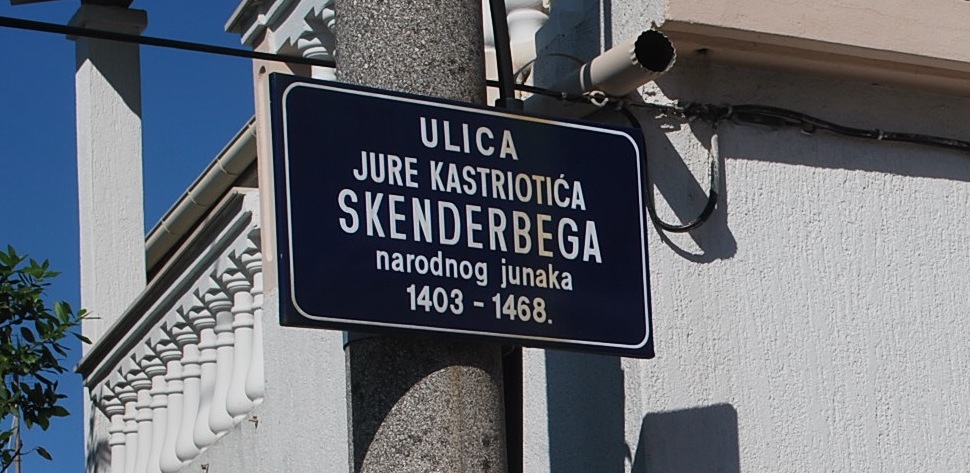 ULICA
JURE KASTRIOTIĆA
SKENDERBEGA
narodnog junaka
1403 - 1468.